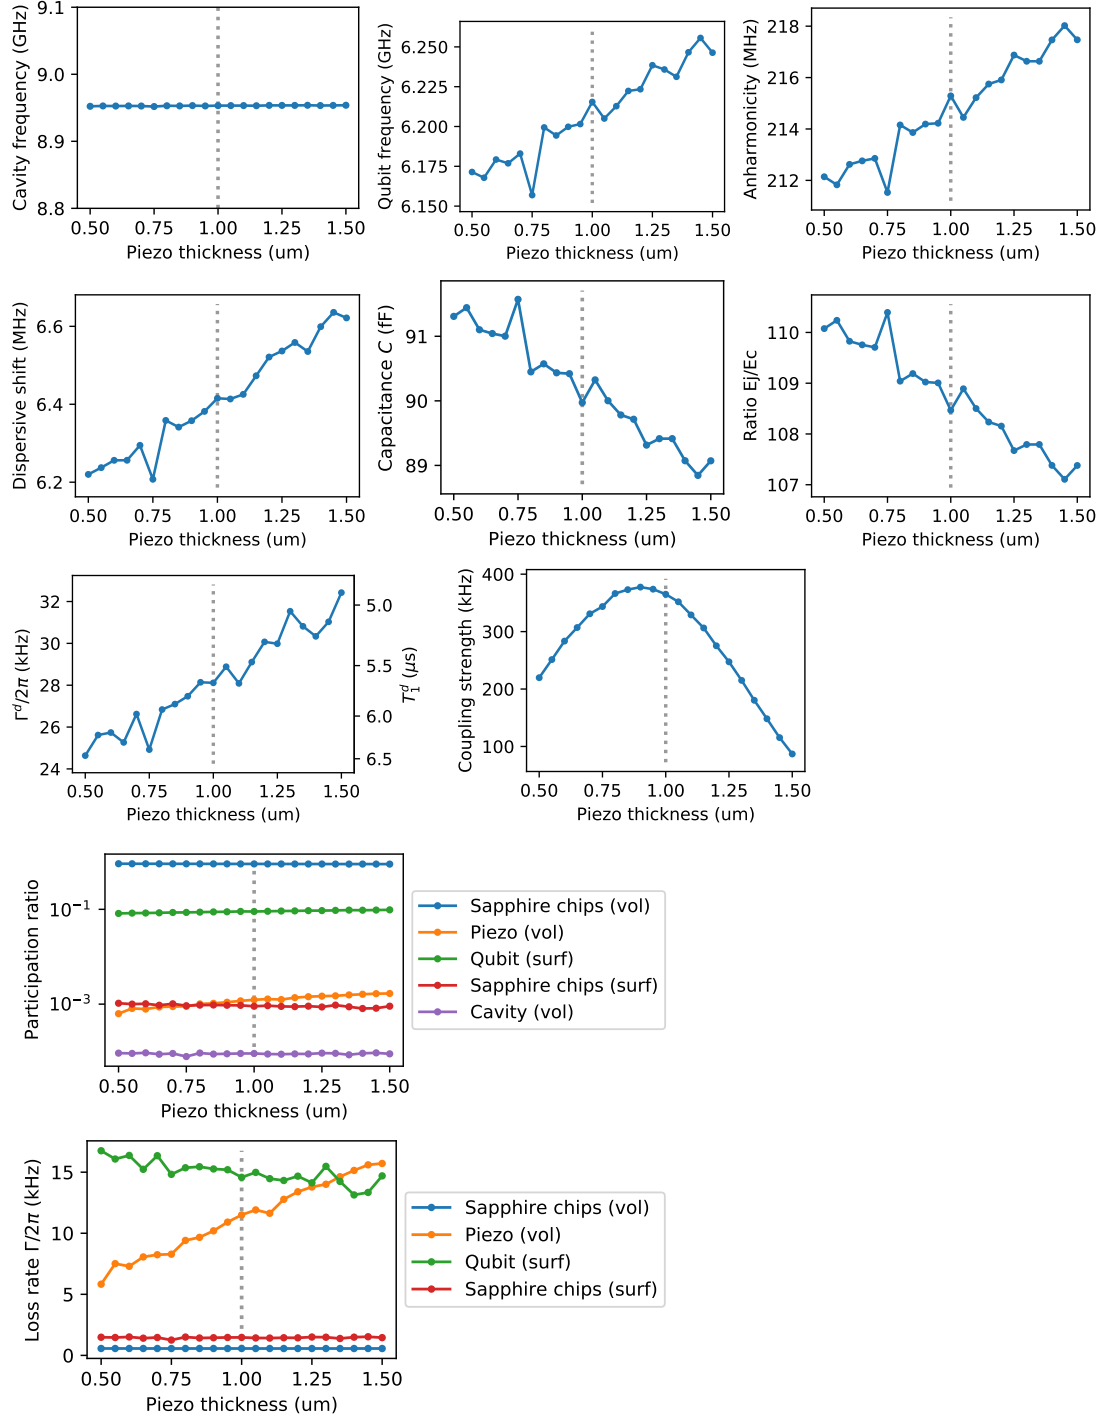 Cavity frequency (GHz)
9.1
9.0
8.9
8.8
0.50 0.75 1.00 1.25 1.50
Piezo thickness (um)
Qubit frequency (GHz)
6.250
6.225
6.200
6.175
6.150
0.50 0.75 1.00 1.25 1.50
Piezo thickness (um)
Anharmonicity (MHz)
218
216
214
212
0.50 0.75 1.00 1.25 1.50
Piezo thickness (um)
Dispersive shift (MHz)
6.6
6.4
6.2
0.50 0.75 1.00 1.25 1.50
Piezo thickness (um)
Capacitance C (fF)
91
90
89
0.50 0.75 1.00 1.25 1.50
Piezo thickness (um)
Ratio Ej/Ec
110
109
108
107
0.50 0.75 1.00 1.25 1.50
Piezo thickness (um)
Γᵈ/2π (kHz)
32
30
28
26
24
5.0
5.5
6.0
6.5
T₁ᵈ (μs)
0.50 0.75 1.00 1.25 1.50
Piezo thickness (um)
Coupling strength (kHz)
400
300
200
100
0.50 0.75 1.00 1.25 1.50
Piezo thickness (um)
Participation ratio
10⁻¹
10⁻³
0.50 0.75 1.00 1.25 1.50
Piezo thickness (um)
Sapphire chips (vol)
Piezo (vol)
Qubit (surf)
Sapphire chips (surf)
Cavity (vol)
Loss rate Γ/2π (kHz)
15
10
5
0
0.50 0.75 1.00 1.25 1.50
Piezo thickness (um)
Sapphire chips (vol)
Piezo (vol)
Qubit (surf)
Sapphire chips (surf)